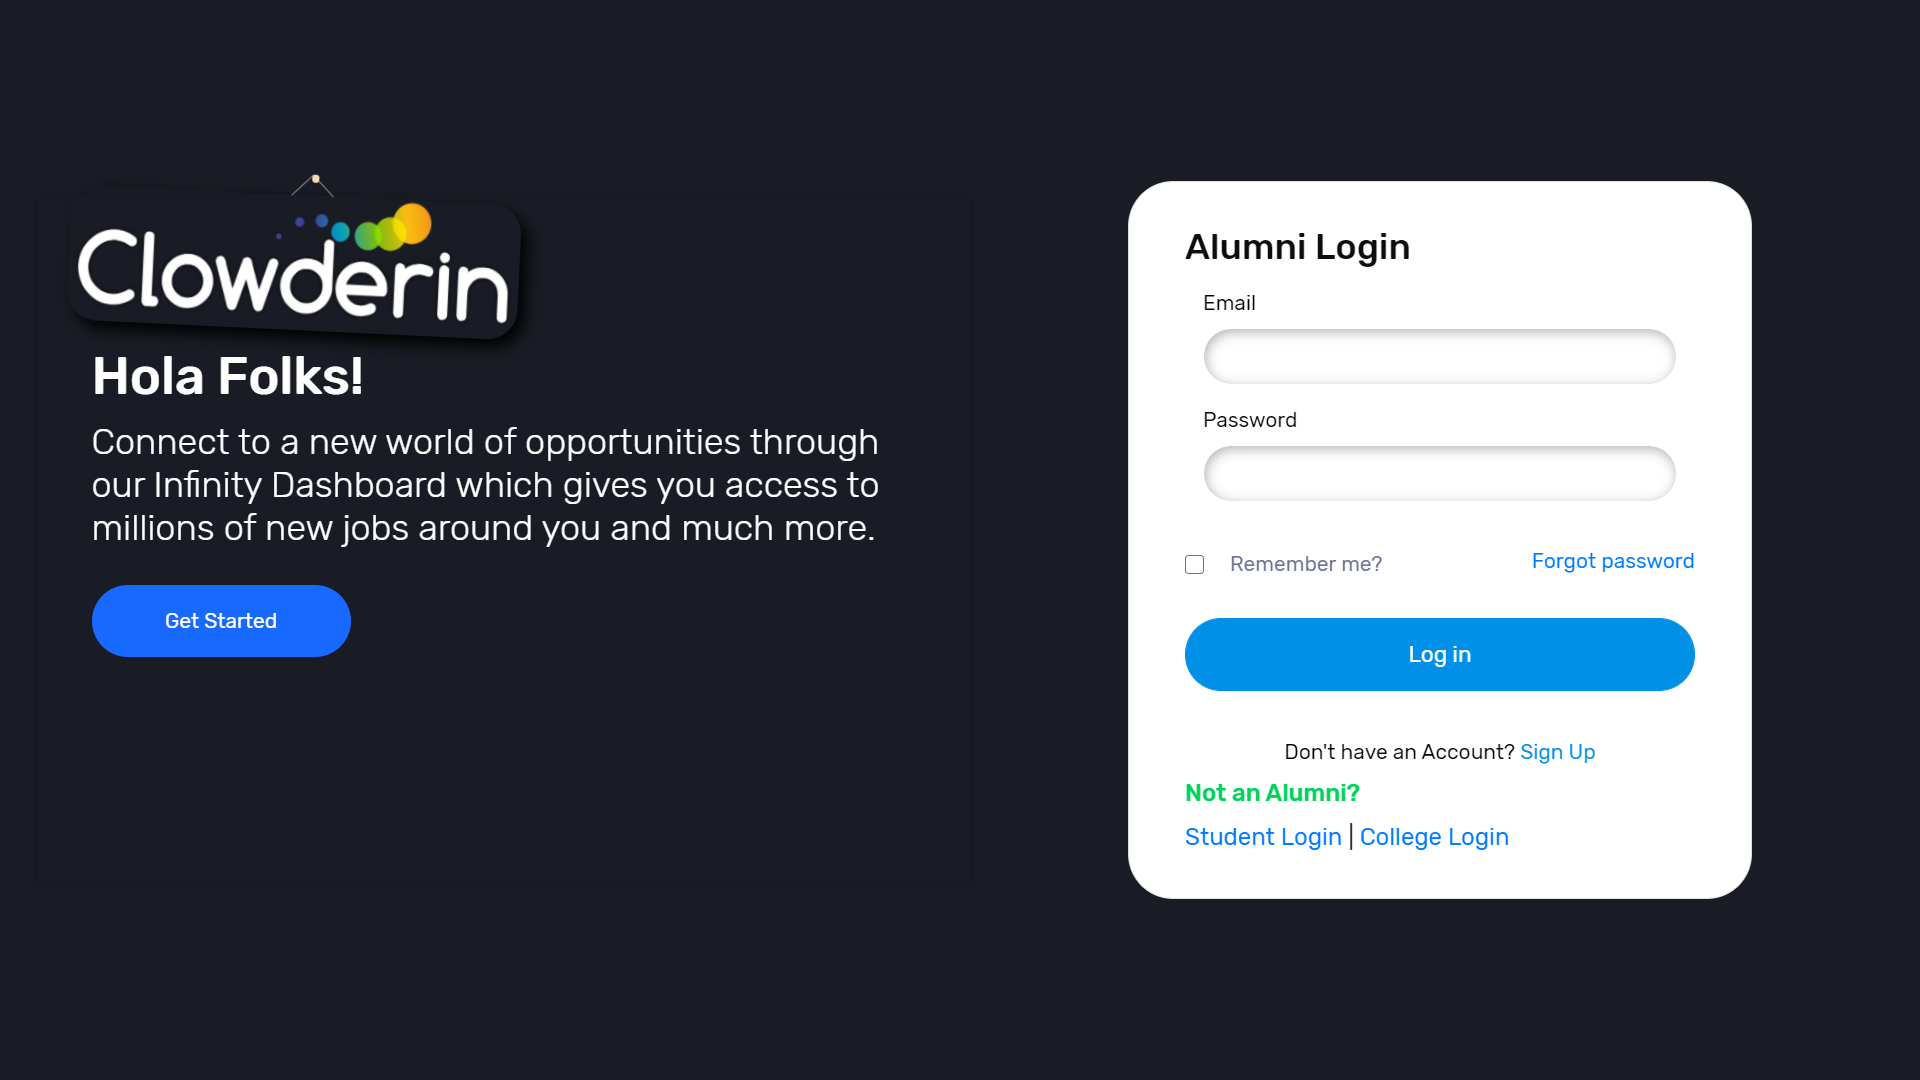 Clowderin
Hola Folks!
Connect to a new world of opportunities through
our Infinity Dashboard which gives you access to
millions of new jobs around you and much more.
Get Started
Alumni Login
Email
Password
Remember me?
Forgot password
Log in
Don't have an Account? Sign Up
Not an Alumni?
Student Login | College Login